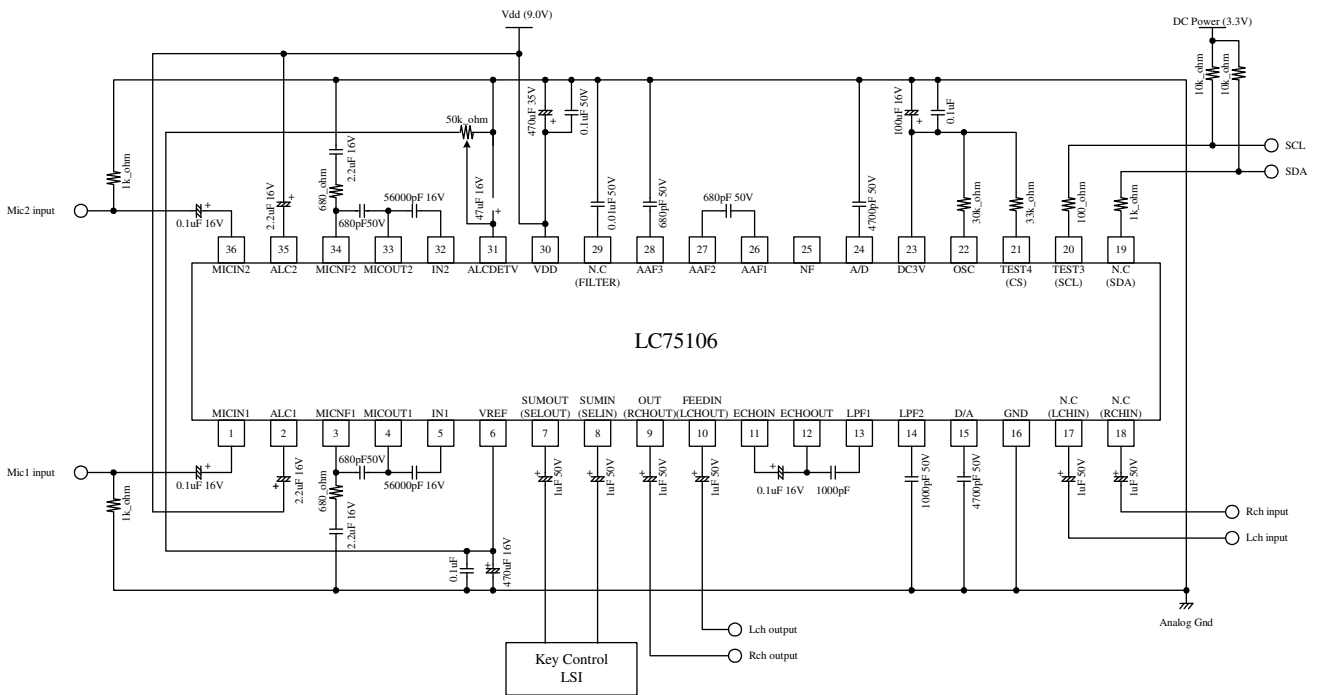 Vdd (9.0V)
DC Power (3.3V)
10k_ohm
10k_ohm
SCL
SDA
1k_ohm
Mic2 input
0.1uF 16V
2.2uF 16V
2.2uF 16V
680_ohm
680pF50V
56000pF 16V
50k_ohm
47uF 16V
470uF 35V
0.1uF 50V
0.01uF 50V
680pF 50V
680pF 50V
4700pF 50V
100uF 16V
0.1uF
30k_ohm
33k_ohm
100_ohm
1k_ohm
36 35 34 33 32 31 30 29 28 27 26 25 24 23 22 21 20 19
MICIN2 ALC2 MICNF2 MICOUT2 IN2 ALCDETV VDD N.C AAF3 AAF2 AAF1 NF A/D DC3V OSC TEST4 TEST3 N.C
(FILTER) (CS) (SCL) (SDA)
LC75106
SUMOUT SUMIN OUT FEEDIN N.C N.C
MICIN1 ALC1 MICNF1 MICOUT1 IN1 VREF (SELOUT) (SELIN) (RCHOUT) (LCHOUT) ECHOIN ECHOOUT LPF1 LPF2 D/A GND (LCHIN) (RCHIN)
1 2 3 4 5 6 7 8 9 10 11 12 13 14 15 16 17 18
Mic1 input
0.1uF 16V
1k_ohm
2.2uF 16V
680pF50V
680_ohm
56000pF 16V
2.2uF 16V
0.1uF
470uF 16V
1uF 50V
1uF 50V
1uF 50V
1uF 50V
0.1uF 16V
1000pF
1000pF 50V
4700pF 50V
1uF 50V
1uF 50V
Rch input
Lch input
Analog Gnd
Lch output
Rch output
Key Control
LSI